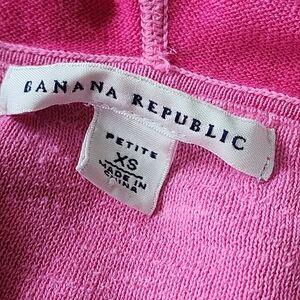 BANANA REPUBLIC
PETITE
XS
MADE IN
CHINA